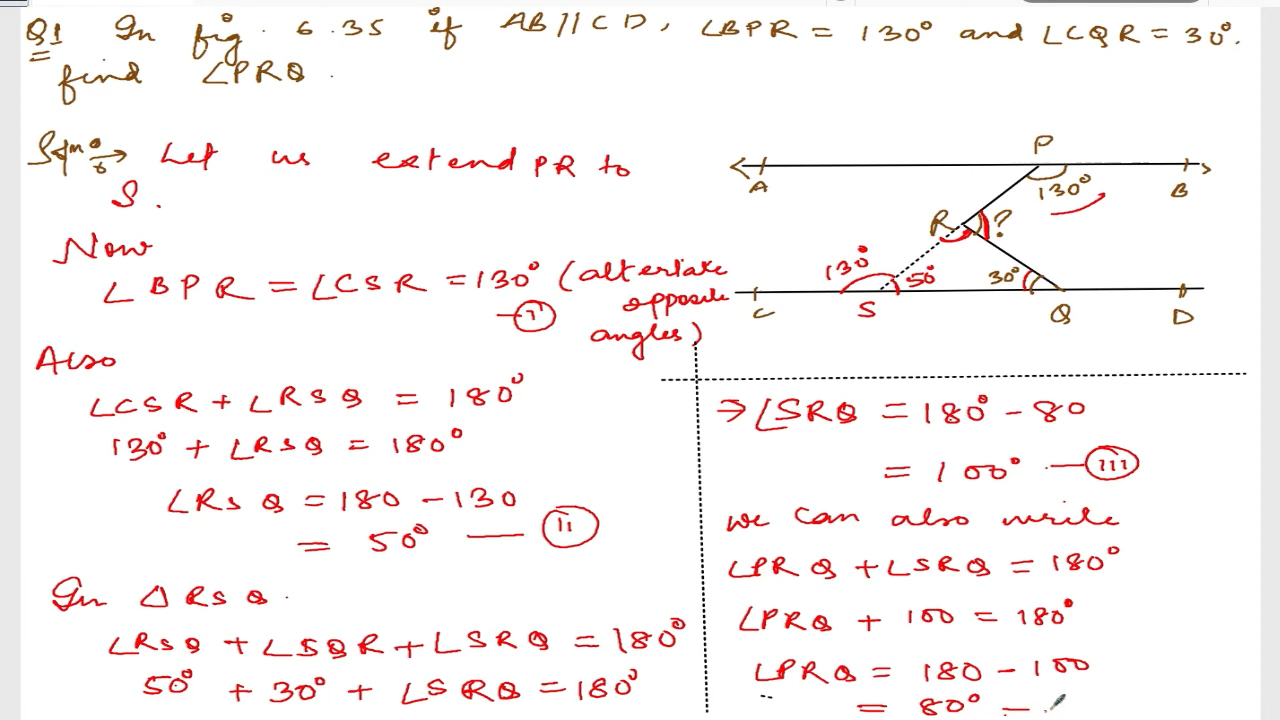 Q1 In fig. 6.35 if AB//CD, ∠BPR = 130° and ∠CQR = 30°.
find ∠PRQ.
Solⁿ → Let us extend PR to
S.
Now
∠BPR = ∠CSR = 130° (alterlate
opposite
angles)
— (i)
Also
∠CSR + ∠RSQ = 180°
130° + ∠RSQ = 180°
∠RSQ = 180 - 130
= 50° — (ii)
In △RSQ.
∠RSQ + ∠SQR + ∠SRQ = 180°
50° + 30° + ∠SRQ = 180°
P
A
130°
B
R
?
130°
50°
30°
C
S
Q
D
⇒ ∠SRQ = 180° - 80
= 100° — (iii)
we can also write
∠PRQ + ∠SRQ = 180°
∠PRQ + 100 = 180°
∠PRQ = 180 - 100
= 80° —